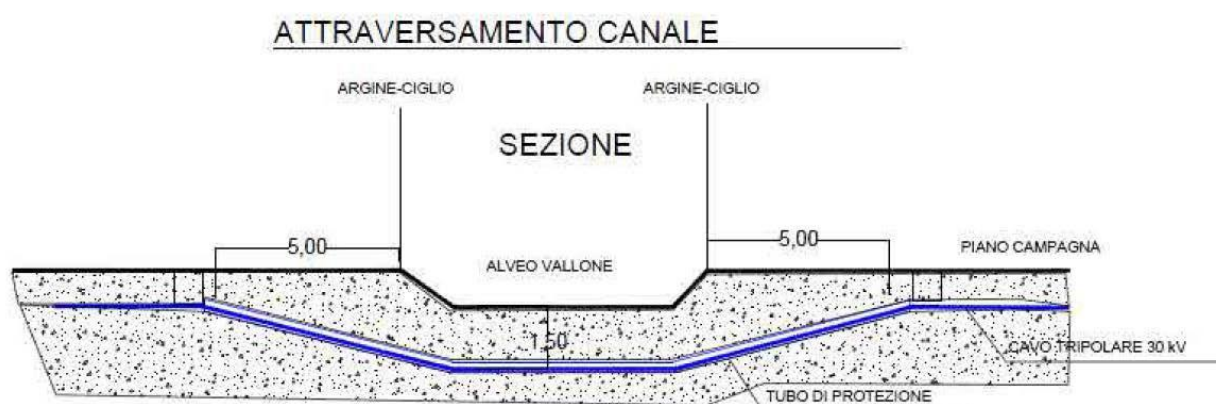 ATTRAVERSAMENTO CANALE
ARGINE-CIGLIO
ARGINE-CIGLIO
SEZIONE
5,00
5,00
PIANO CAMPAGNA
ALVEO VALLONE
1,50
CAVO TRIPOLARE 30 kV
TUBO DI PROTEZIONE